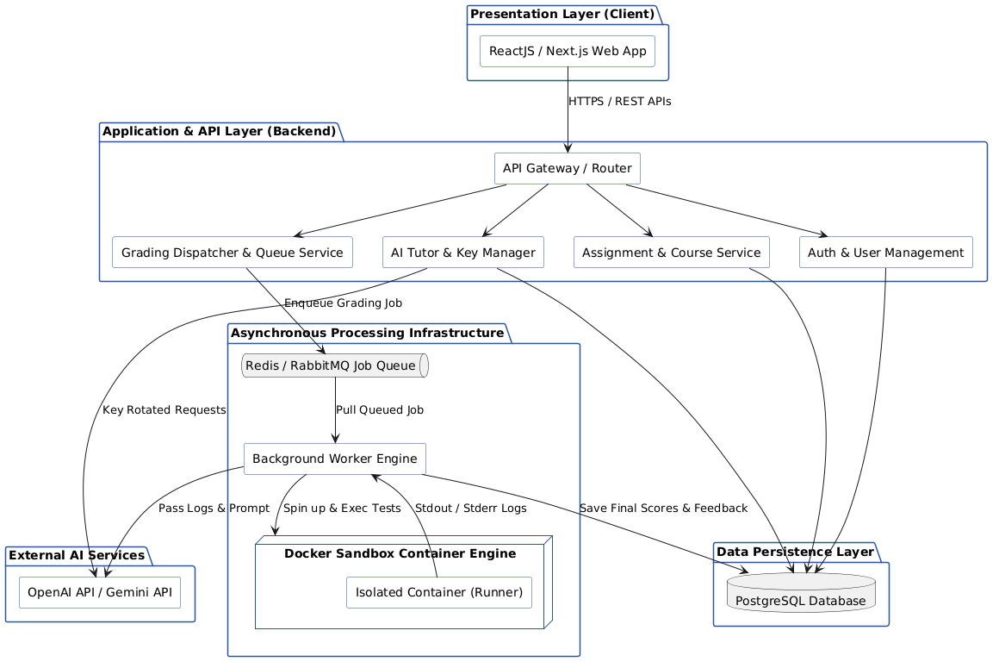 Presentation Layer (Client)
ReactJS / Next.js Web App
HTTPS / REST APIs
Application & API Layer (Backend)
API Gateway / Router
Grading Dispatcher & Queue Service
AI Tutor & Key Manager
Assignment & Course Service
Auth & User Management
Enqueue Grading Job
Asynchronous Processing Infrastructure
Redis / RabbitMQ Job Queue
Key Rotated Requests
Pull Queued Job
Background Worker Engine
Pass Logs & Prompt
Spin up & Exec Tests
Stdout / Stderr Logs
Save Final Scores & Feedback
External AI Services
OpenAI API / Gemini API
Docker Sandbox Container Engine
Isolated Container (Runner)
Data Persistence Layer
PostgreSQL Database